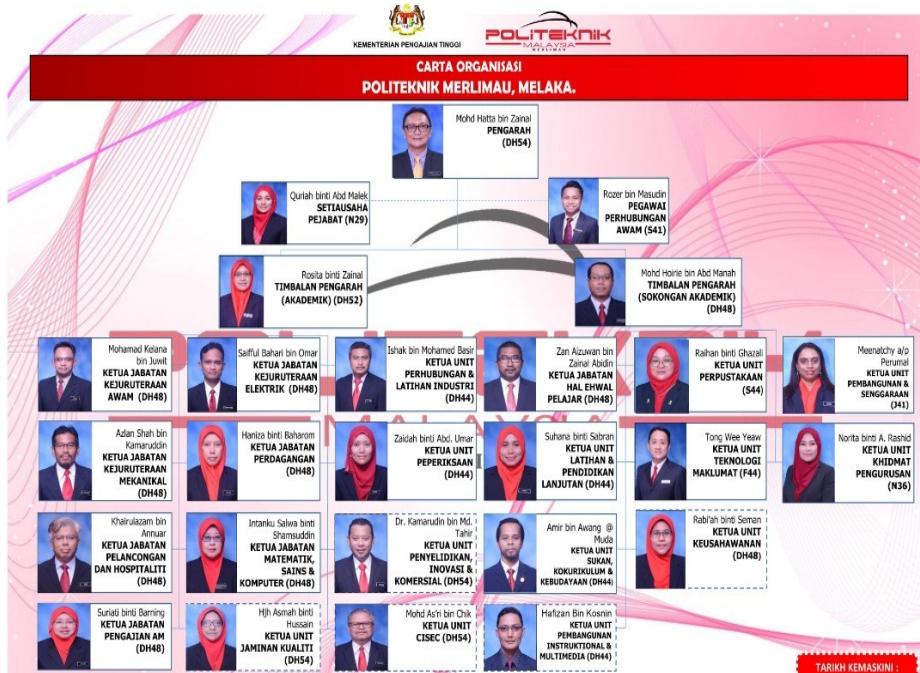 KEMENTERIAN PENGAJIAN TINGGI
POLITEKNIK
MALAYSIA
MERLIMAU
CARTA ORGANISASI
POLITEKNIK MERLIMAU, MELAKA.
Mohd Hatta bin Zainal
PENGARAH
(DH54)
Quriah binti Abd Malek
SETIAUSAHA
PEJABAT (N29)
Rozer bin Masudin
PEGAWAI
PERHUBUNGAN
AWAM (S41)
Rosita binti Zainal
TIMBALAN PENGARAH
(AKADEMIK) (DH52)
Mohd Hoirie bin Abd Manah
TIMBALAN PENGARAH
(SOKONGAN AKADEMIK)
(DH48)
Mohamad Kelana
bin Juwit
KETUA JABATAN
KEJURUTERAAN
AWAM (DH48)
Saifful Bahari bin Omar
KETUA JABATAN
KEJURUTERAAN
ELEKTRIK (DH48)
Ishak bin Mohamed Basir
KETUA UNIT
PERHUBUNGAN &
LATIHAN INDUSTRI
(DH44)
Zan Aizuwan bin
Zainal Abidin
KETUA JABATAN
HAL EHWAL
PELAJAR (DH48)
Raihan binti Ghazali
KETUA UNIT
PERPUSTAKAAN
(S44)
Meenatchy a/p
Perumal
KETUA UNIT
PEMBANGUNAN &
SENGGARAAN
(J41)
Azlan Shah bin
Kamaruddin
KETUA JABATAN
KEJURUTERAAN
MEKANIKAL
(DH48)
Haniza binti Baharom
KETUA JABATAN
PERDAGANGAN
(DH48)
Zaidah binti Abd. Umar
KETUA UNIT
PEPERIKSAAN
(DH44)
Suhana binti Sabran
KETUA UNIT
LATIHAN &
PENDIDIKAN
LANJUTAN (DH44)
Tong Wee Yeaw
KETUA UNIT
TEKNOLOGI
MAKLUMAT (F44)
Norita binti A. Rashid
KETUA UNIT
KHIDMAT
PENGURUSAN
(N36)
Khairulazam bin
Annuar
KETUA JABATAN
PELANCONGAN
DAN HOSPITALITI
(DH48)
Intanku Salwa binti
Shamsuddin
KETUA JABATAN
MATEMATIK,
SAINS &
KOMPUTER (DH48)
Dr. Kamarudin bin Md.
Tahir
KETUA UNIT
PENYELIDIKAN,
INOVASI &
KOMERSIAL (DH54)
Amir bin Awang @
Muda
KETUA UNIT
SUKAN,
KOKURIKULUM &
KEBUDAYAAN (DH44)
Rabi'ah binti Seman
KETUA UNIT
KEUSAHAWAN
(DH48)
Suriati binti Barning
KETUA JABATAN
PENGAJIAN AM
(DH48)
Hjh Asmah binti
Hussain
KETUA UNIT
JAMINAN KUALITI
(DH54)
Mohd As'ri bin Chik
KETUA UNIT
CISEC (DH54)
Hafizan Bin Kosnin
KETUA UNIT
PEMBANGUNAN
INSTRUKTIONAL &
MULTIMEDIA (DH44)
TARIKH KEMASKINI :